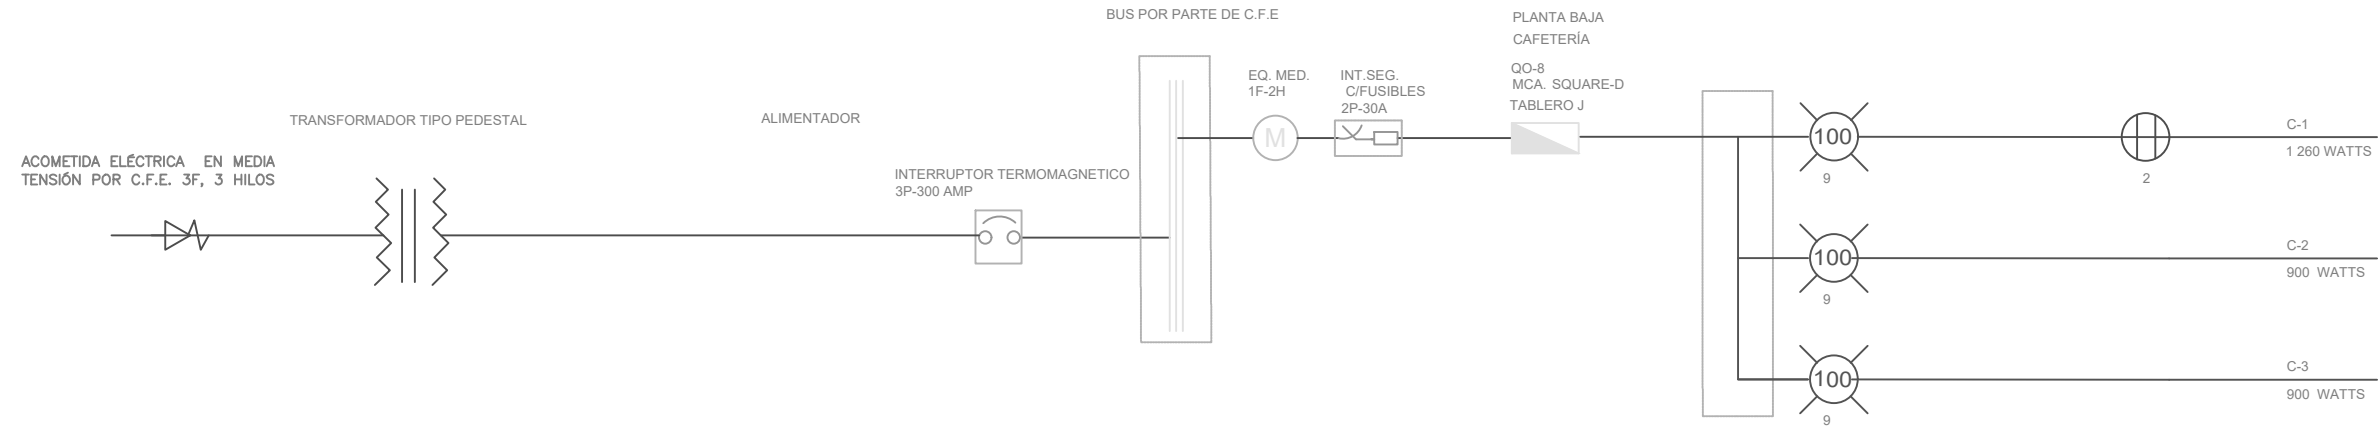 BUS POR PARTE DE C.F.E
PLANTA BAJA
CAFETERÍA
QO-8
MCA. SQUARE-D
TABLERO J
EQ. MED.
1F-2H
INT.SEG.
C/FUSIBLES
2P-30A
TRANSFORMADOR TIPO PEDESTAL
ALIMENTADOR
ACOMETIDA ELÉCTRICA EN MEDIA
TENSIÓN POR C.F.E. 3F, 3 HILOS
INTERRUPTOR TERMOMAGNETICO
3P-300 AMP
M
100
9
2
C-1
1 260 WATTS
100
9
C-2
900 WATTS
100
9
C-3
900 WATTS